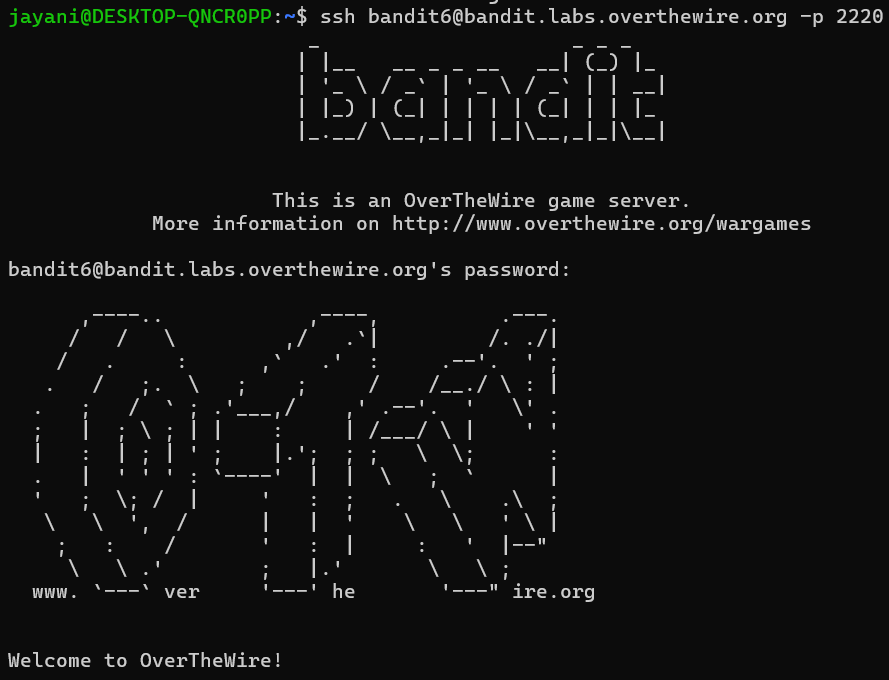 jayani@DESKTOP-QNCR0PP:~$ ssh bandit6@bandit.labs.overthewire.org -p 2220
bandit
This is an OverTheWire game server.
More information on http://www.overthewire.org/wargames
bandit6@bandit.labs.overthewire.org's password:
www. ver he ire.org
Welcome to OverTheWire!